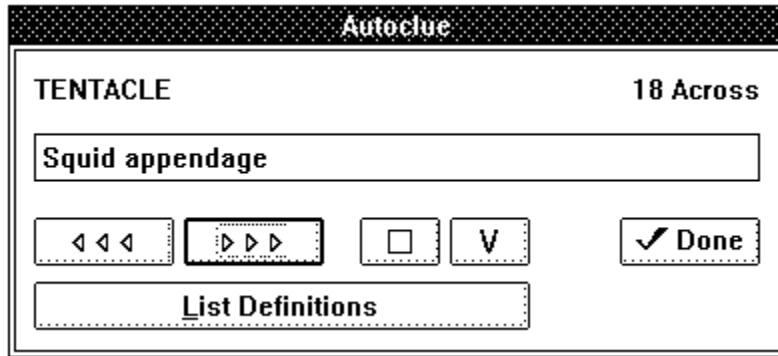 Autoclue
TENTACLE 18 Across
Squid appendage
V Done
List Definitions